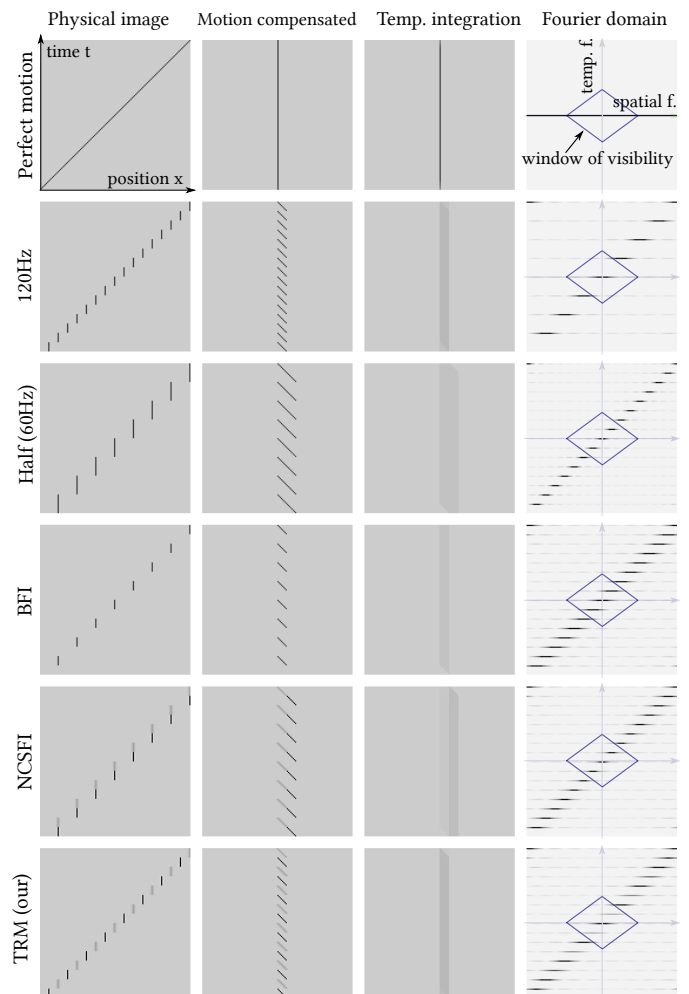 Physical image
Motion compensated
Temp. integration
Fourier domain
Perfect motion
time t
position x
temp. f.
spatial f.
window of visibility
120Hz
Half (60Hz)
BFI
NCSFI
TRM (our)